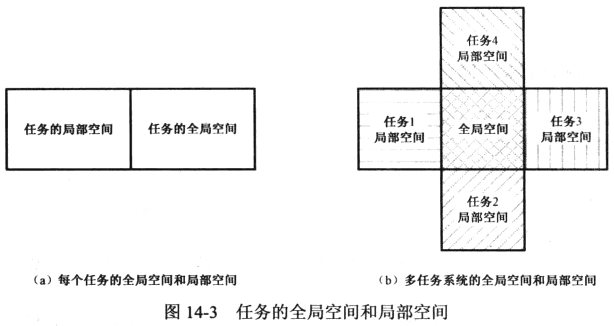 任务4
局部空间
任务的局部空间
任务的全局空间
任务1
局部空间
全局空间
任务3
局部空间
任务2
局部空间
（a）每个任务的全局空间和局部空间
（b）多任务系统的全局空间和局部空间
图 14-3 任务的全局空间和局部空间